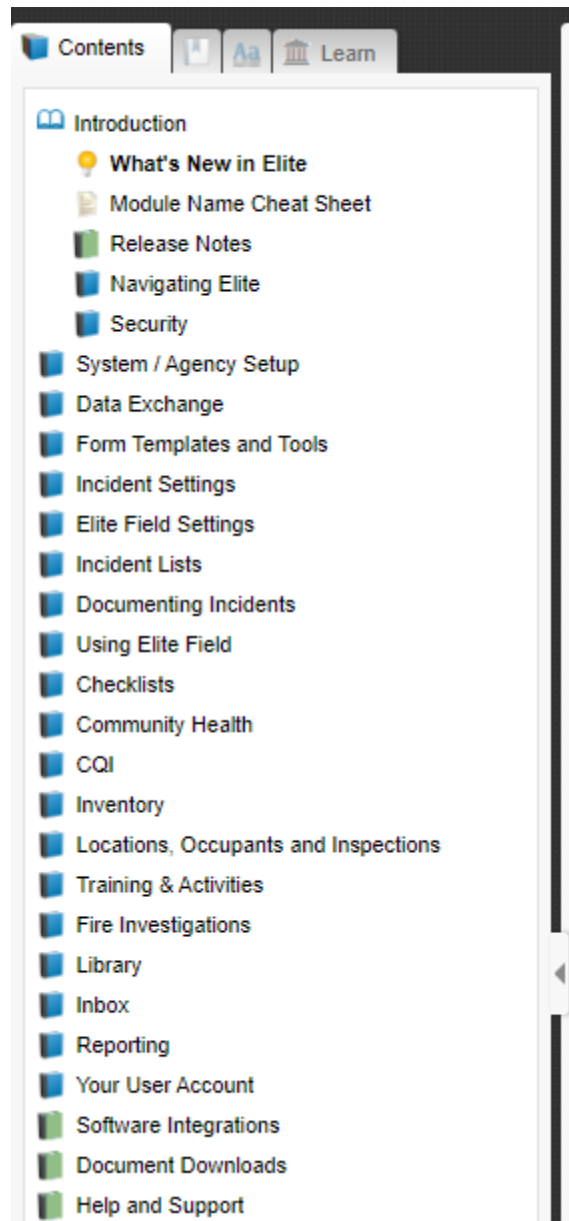 Contents
Aa
Learn
Introduction
What's New in Elite
Module Name Cheat Sheet
Release Notes
Navigating Elite
Security
System / Agency Setup
Data Exchange
Form Templates and Tools
Incident Settings
Elite Field Settings
Incident Lists
Documenting Incidents
Using Elite Field
Checklists
Community Health
CQI
Inventory
Locations, Occupants and Inspections
Training & Activities
Fire Investigations
Library
Inbox
Reporting
Your User Account
Software Integrations
Document Downloads
Help and Support